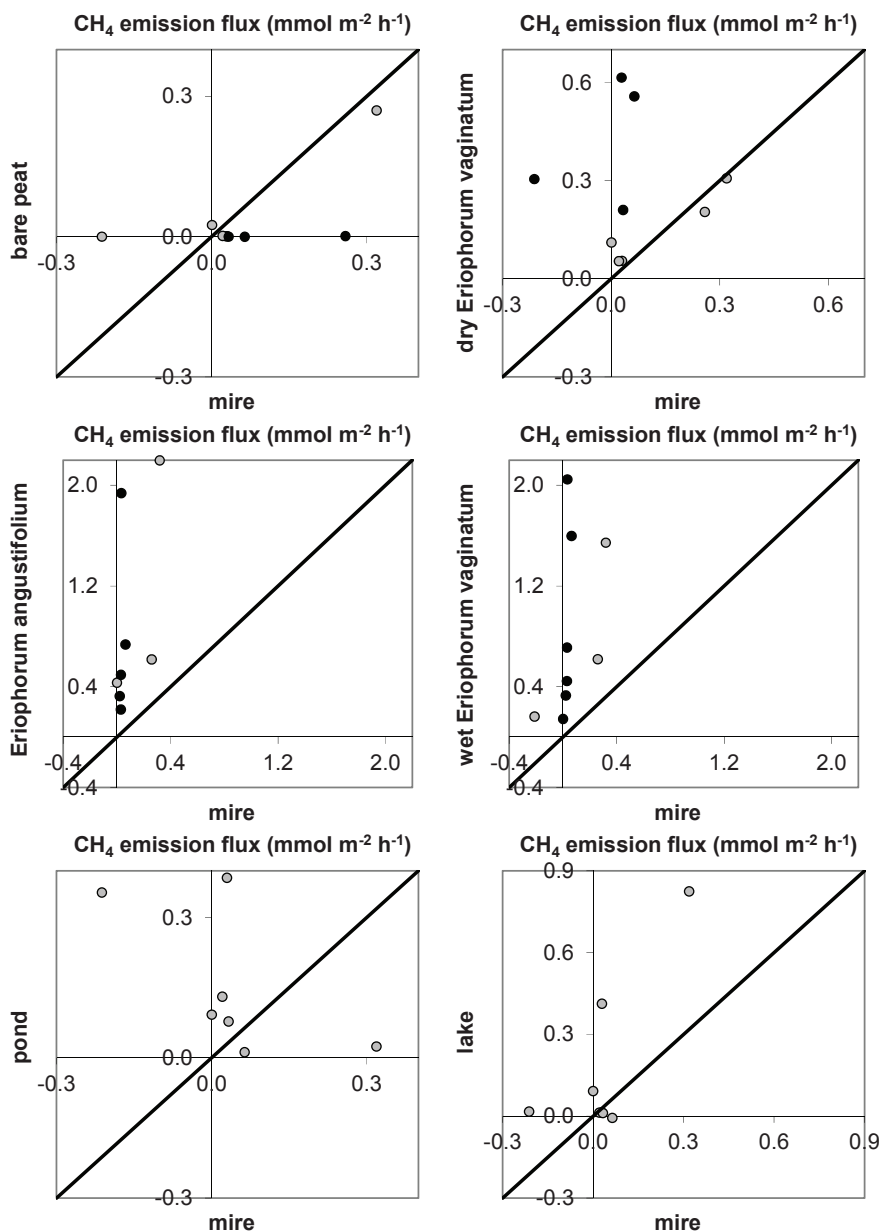 CH₄ emission flux (mmol m⁻² h⁻¹)
bare peat
0.3
0.0
-0.3
0.0
0.3
-0.3
mire
CH₄ emission flux (mmol m⁻² h⁻¹)
dry Eriophorum vaginatum
0.6
0.3
0.0
-0.3
0.0
0.3
0.6
-0.3
mire
CH₄ emission flux (mmol m⁻² h⁻¹)
Eriophorum angustifolium
2.0
1.2
0.4
-0.4
0.4
1.2
2.0
-0.4
mire
CH₄ emission flux (mmol m⁻² h⁻¹)
wet Eriophorum vaginatum
2.0
1.2
0.4
-0.4
0.4
1.2
2.0
-0.4
mire
CH₄ emission flux (mmol m⁻² h⁻¹)
pond
0.3
0.0
-0.3
0.0
0.3
-0.3
mire
CH₄ emission flux (mmol m⁻² h⁻¹)
lake
0.9
0.6
0.3
0.0
-0.3
0.0
0.3
0.6
0.9
-0.3
mire